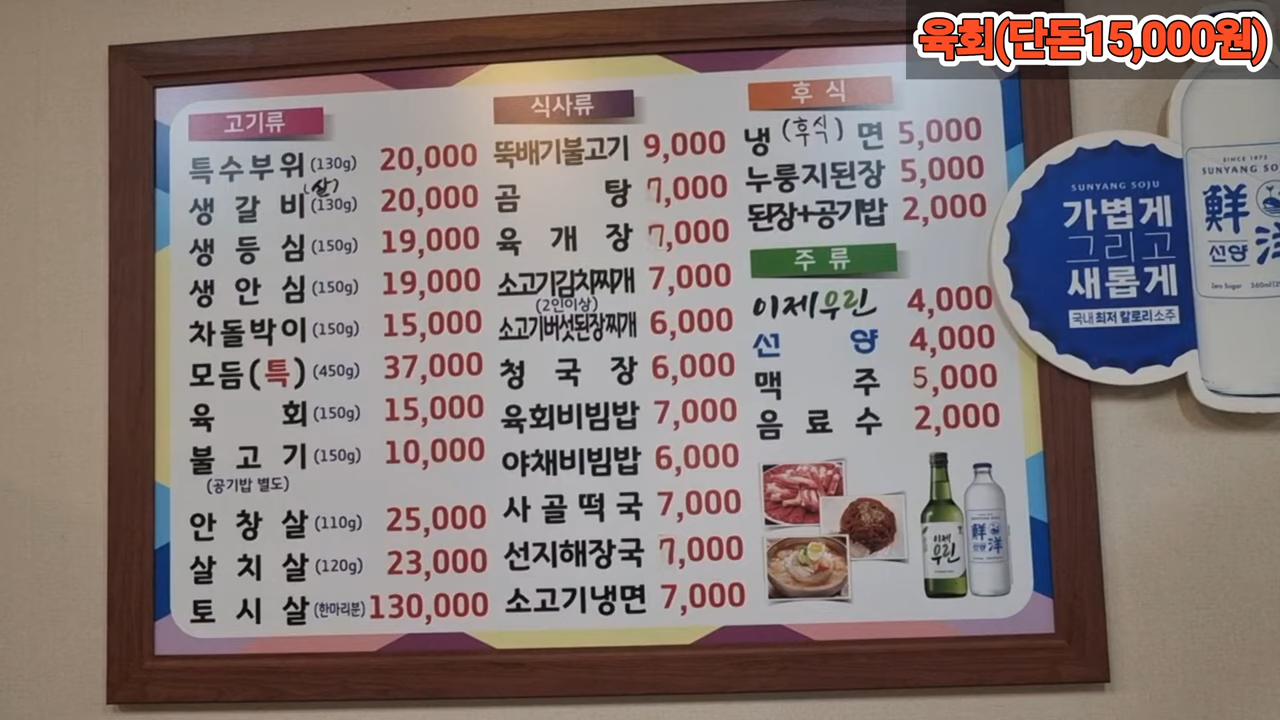 육회(단돈15,000원)
고기류
특수부위(130g) 20,000
(살)
생갈비(130g) 20,000
생등심(150g) 19,000
생안심(150g) 19,000
차돌박이(150g) 15,000
모듬(특)(450g) 37,000
육회(150g) 15,000
불고기(150g) 10,000
(공기밥 별도)
안창살(110g) 25,000
살치살(120g) 23,000
토시살(한마리분) 130,000
식사류
뚝배기불고기 9,000
곰탕 7,000
육개장 7,000
소고기김치찌개 7,000
(2인이상)
소고기버섯된장찌개 6,000
청국장 6,000
육회비빔밥 7,000
야채비빔밥 6,000
사골떡국 7,000
선지해장국 7,000
소고기냉면 7,000
후식
냉(후식)면 5,000
누룽지된장 5,000
된장+공기밥 2,000
주류
이제우린 4,000
선양 4,000
맥주 5,000
음료수 2,000
이제
우린
鮮
선양
洋
SUNYANG SOJU
가볍게
그리고
새롭게
국내 최저 칼로리 소주
SINCE 1973
SUNYANG SO
鮮
선양
Zero Sugar 360ml